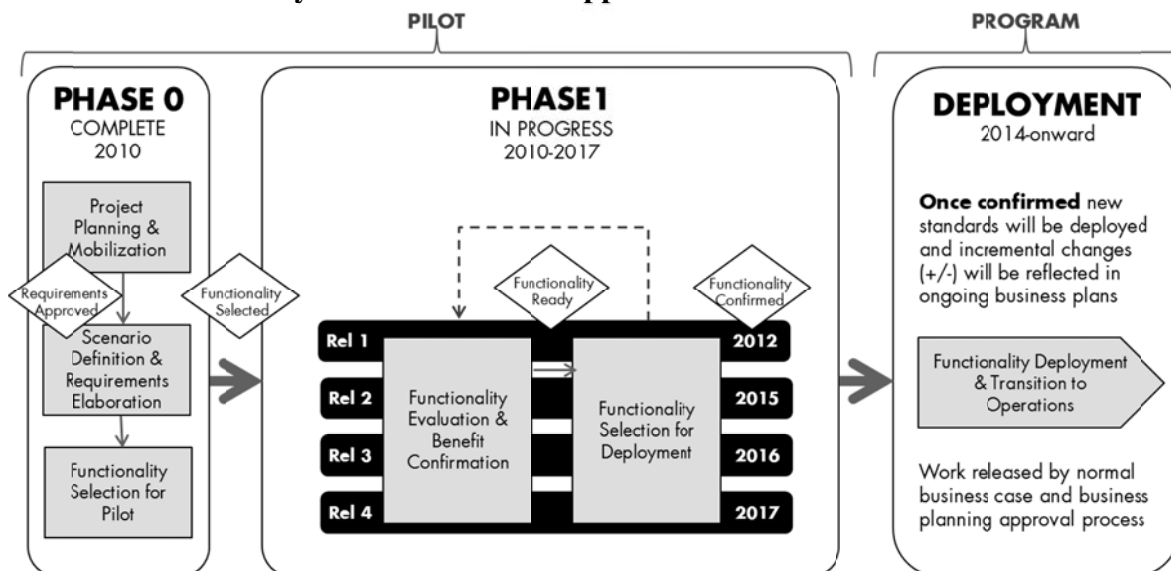 PILOT
PROGRAM
PHASE 0
COMPLETE
2010
Project
Planning &
Mobilization
Requirements
Approved
Scenario
Definition &
Requirements
Elaboration
Functionality
Selection for
Pilot
Functionality
Selected
PHASE 1
IN PROGRESS
2010-2017
Functionality
Ready
Functionality
Confirmed
Rel 1
2012
Rel 2
2015
Rel 3
2016
Rel 4
2017
Functionality
Evaluation &
Benefit
Confirmation
Functionality
Selection for
Deployment
DEPLOYMENT
2014-onward
Once confirmed new
standards will be deployed
and incremental changes
(+/-) will be reflected in
ongoing business plans
Functionality Deployment
& Transition to
Operations
Work released by normal
business case and business
planning approval process